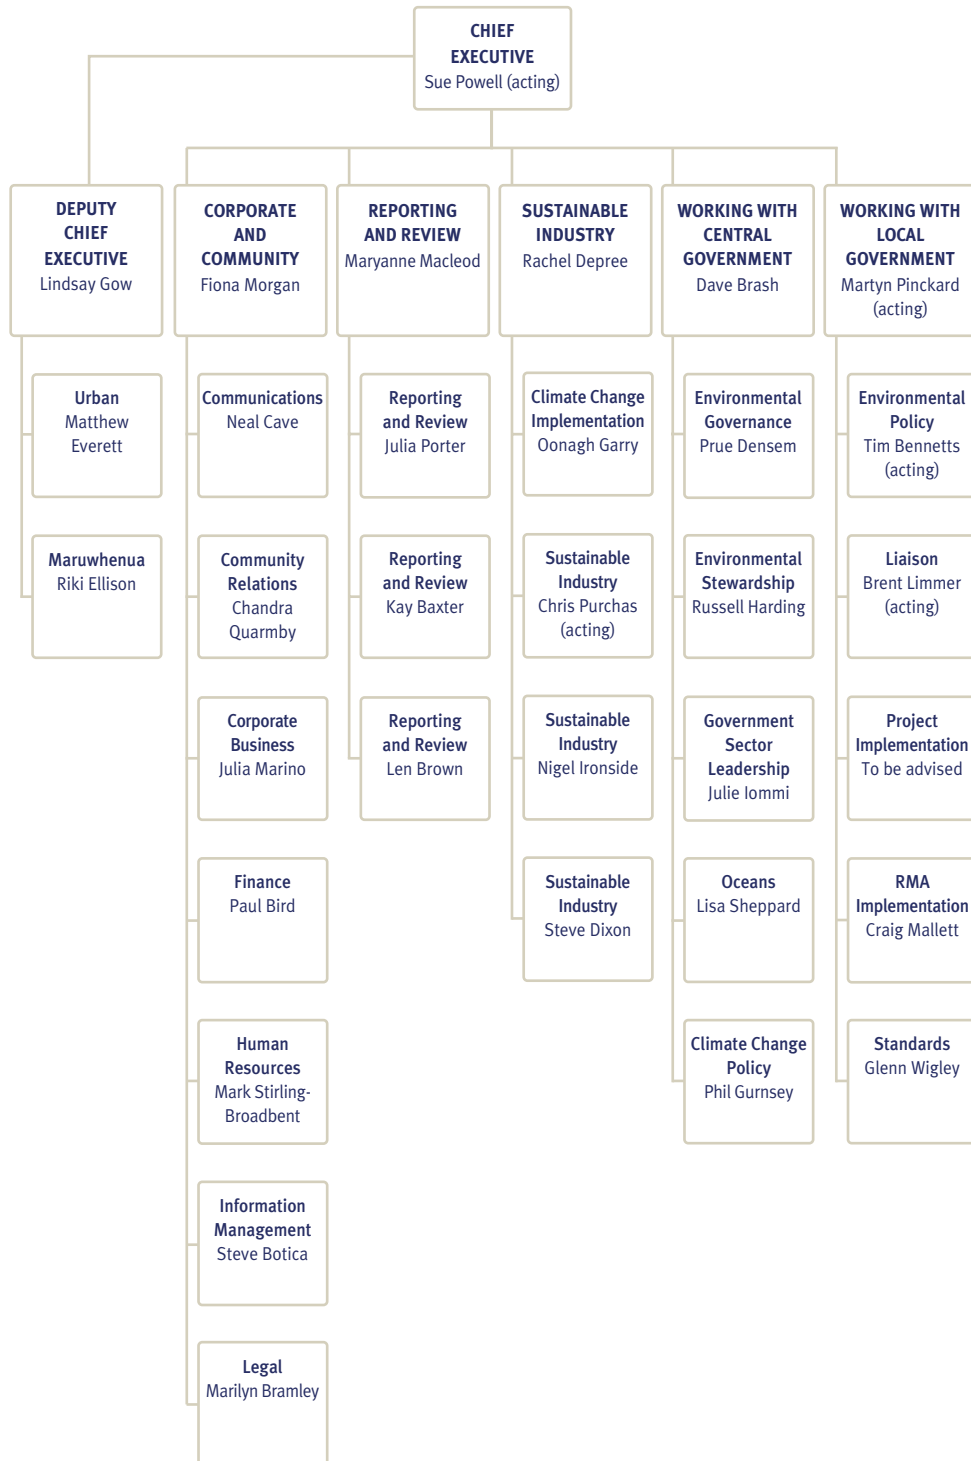 CHIEF
EXECUTIVE
Sue Powell (acting)
DEPUTY
CHIEF
EXECUTIVE
Lindsay Gow
Urban
Matthew
Everett
Maruwhenua
Riki Ellison
CORPORATE
AND
COMMUNITY
Fiona Morgan
Communications
Neal Cave
Community
Relations
Chandra
Quarmby
Corporate
Business
Julia Marino
Finance
Paul Bird
Human
Resources
Mark Stirling-
Broadbent
Information
Management
Steve Botica
Legal
Marilyn Bramley
REPORTING
AND REVIEW
Maryanne Macleod
Reporting
and Review
Julia Porter
Reporting
and Review
Kay Baxter
Reporting
and Review
Len Brown
SUSTAINABLE
INDUSTRY
Rachel Depree
Climate Change
Implementation
Oonagh Garry
Sustainable
Industry
Chris Purchas
(acting)
Sustainable
Industry
Nigel Ironside
Sustainable
Industry
Steve Dixon
WORKING WITH
CENTRAL
GOVERNMENT
Dave Brash
Environmental
Governance
Prue Densem
Environmental
Stewardship
Russell Harding
Government
Sector
Leadership
Julie Iommi
Oceans
Lisa Sheppard
Climate Change
Policy
Phil Gurnsey
WORKING WITH
LOCAL
GOVERNMENT
Martyn Pinckard
(acting)
Environmental
Policy
Tim Bennetts
(acting)
Liaison
Brent Limmer
(acting)
Project
Implementation
To be advised
RMA
Implementation
Craig Mallett
Standards
Glenn Wigley